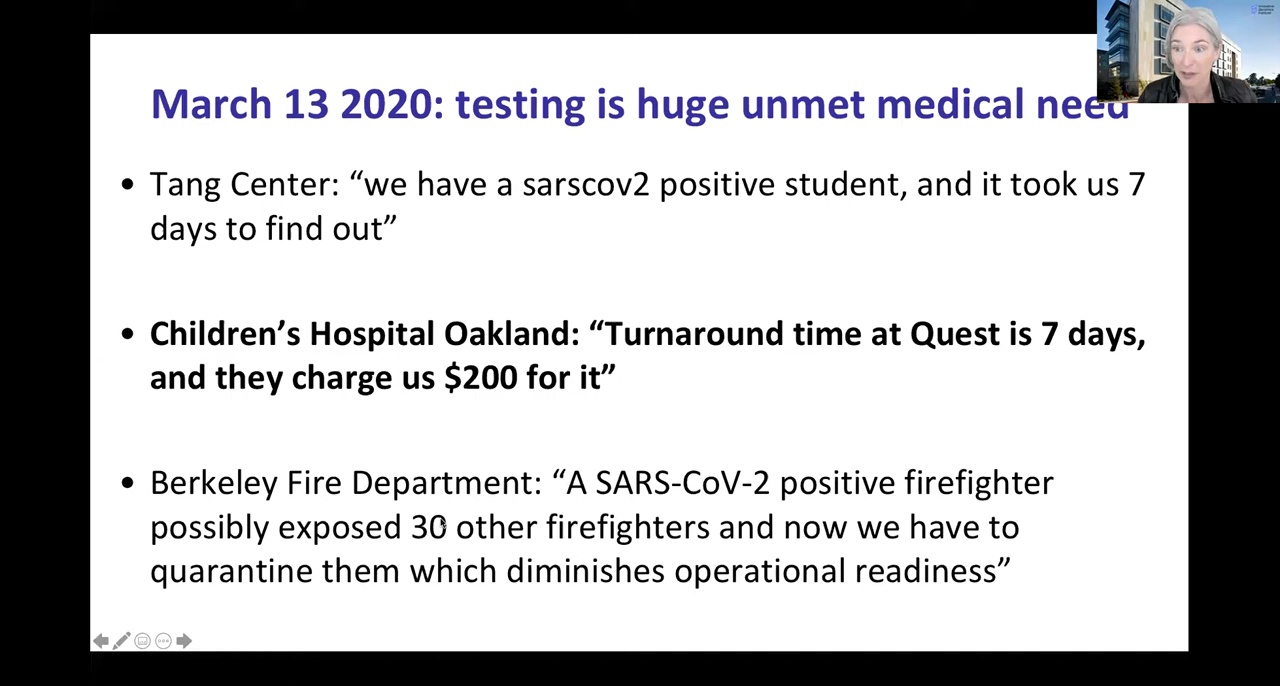 March 13 2020: testing is huge unmet medical need
• Tang Center: “we have a sarscov2 positive student, and it took us 7
days to find out”
• Children’s Hospital Oakland: “Turnaround time at Quest is 7 days,
and they charge us $200 for it”
• Berkeley Fire Department: “A SARS-CoV-2 positive firefighter
possibly exposed 30 other firefighters and now we have to
quarantine them which diminishes operational readiness”